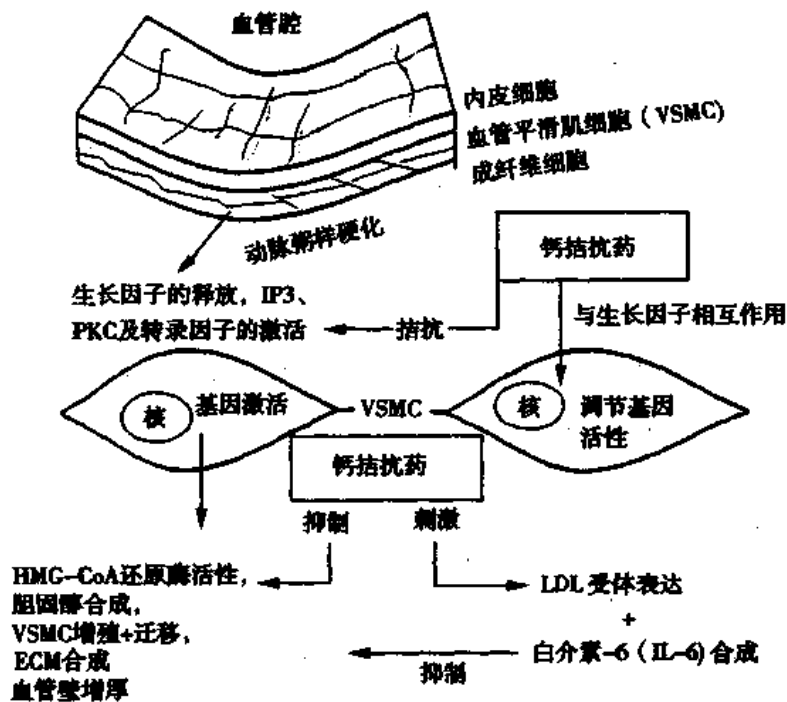 血管腔
内皮细胞
血管平滑肌细胞（VSMC)
成纤维细胞
动脉粥样硬化
钙拮抗药
生长因子的释放，IP3、
PKC及转录因子的激活
拮抗
与生长因子相互作用
核
基因激活
VSMC
核
调节基因
活性
钙拮抗药
抑制
刺激
HMG-CoA还原酶活性，
胆固醇合成，
VSMC增殖+迁移，
ECM合成
血管壁增厚
LDL受体表达
+
白介素-6（IL-6)合成
抑制